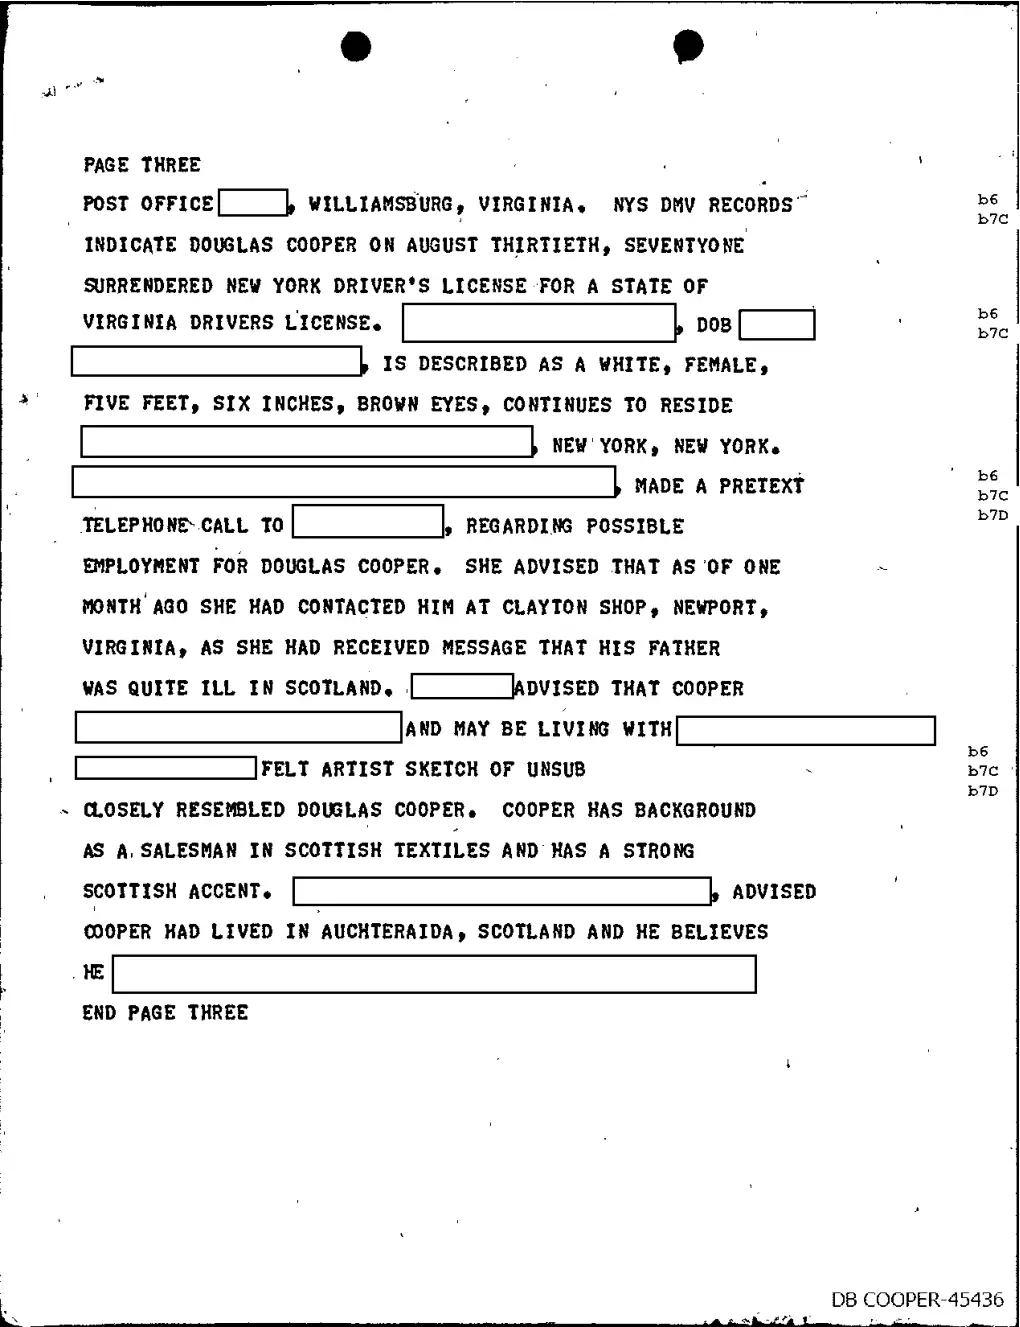 PAGE THREE
POST OFFICE , WILLIAMSBURG, VIRGINIA. NYS DMV RECORDS
b6
b7C
INDICATE DOUGLAS COOPER ON AUGUST THIRTIETH, SEVENTYONE
SURRENDERED NEW YORK DRIVER'S LICENSE FOR A STATE OF
VIRGINIA DRIVERS LICENSE. , DOB
b6
b7C
, IS DESCRIBED AS A WHITE, FEMALE,
FIVE FEET, SIX INCHES, BROWN EYES, CONTINUES TO RESIDE
, NEW YORK, NEW YORK.
, MADE A PRETEXT
b6
b7C
b7D
TELEPHONE CALL TO , REGARDING POSSIBLE
EMPLOYMENT FOR DOUGLAS COOPER. SHE ADVISED THAT AS OF ONE
MONTH AGO SHE HAD CONTACTED HIM AT CLAYTON SHOP, NEWPORT,
VIRGINIA, AS SHE HAD RECEIVED MESSAGE THAT HIS FATHER
WAS QUITE ILL IN SCOTLAND. ADVISED THAT COOPER
AND MAY BE LIVING WITH
b6
b7C
b7D
FELT ARTIST SKETCH OF UNSUB
CLOSELY RESEMBLED DOUGLAS COOPER. COOPER HAS BACKGROUND
AS A SALESMAN IN SCOTTISH TEXTILES AND HAS A STRONG
SCOTTISH ACCENT. , ADVISED
COOPER HAD LIVED IN AUCHTERAIDA, SCOTLAND AND HE BELIEVES
HE
END PAGE THREE
DB COOPER-45436